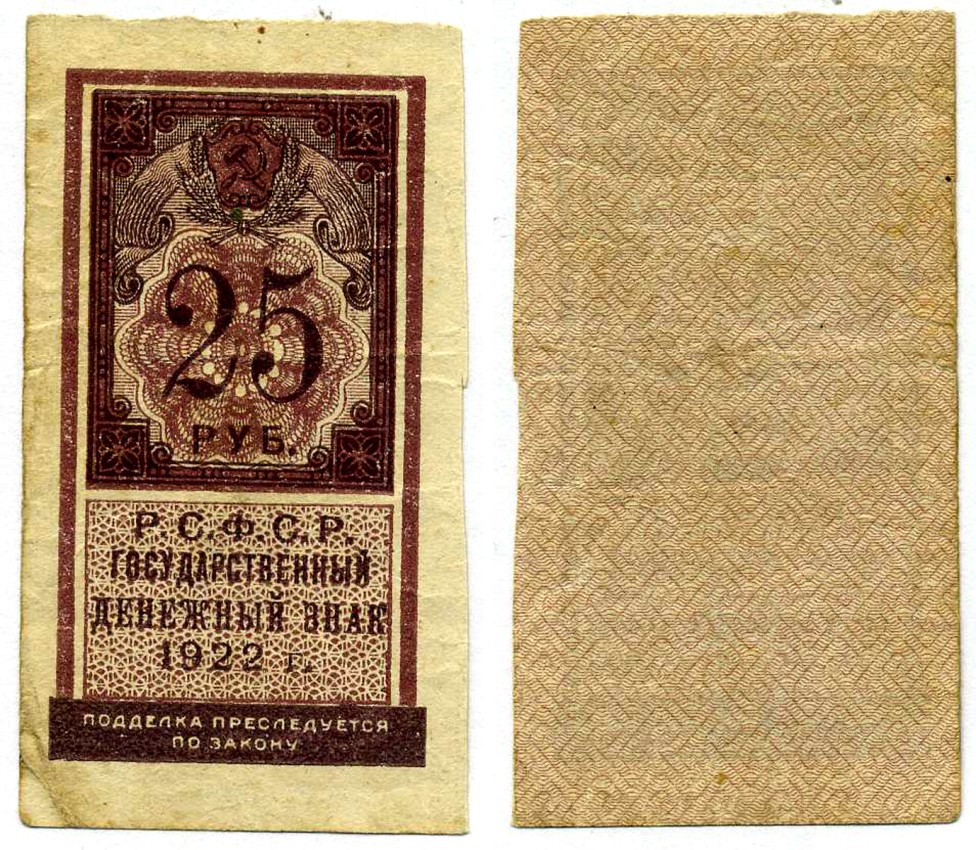 25
РУБ.
Р.С.Ф.С.Р.
ГОСУДАРСТВЕННЫЙ
ДЕНЕЖНЫЙ ЗНАК
1922 г.
ПОДДЕЛКА ПРЕСЛЕДУЕТСЯ
ПО ЗАКОНУ